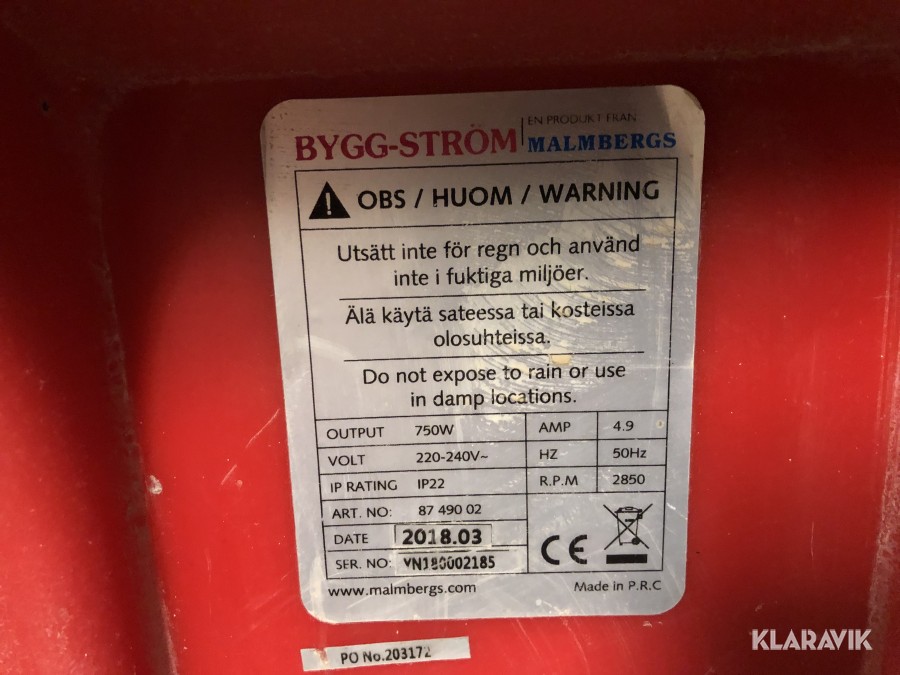 EN PRODUKT FRÅN
BYGG-STRÖM MALMBERGS
OBS / HUOM / WARNING
Utsätt inte för regn och använd
inte i fuktiga miljöer.
Älä käytä sateessa tai kosteissa
olosuhteissa.
Do not expose to rain or use
in damp locations.
OUTPUT 750W AMP 4.9
VOLT 220-240V~ HZ 50Hz
IP RATING IP22 R.P.M 2850
ART. NO: 87 490 02
DATE 2018.03
SER. NO: VN180002185
CE
www.malmbergs.com Made in P.R.C
PO No.203172
KLARAVIK